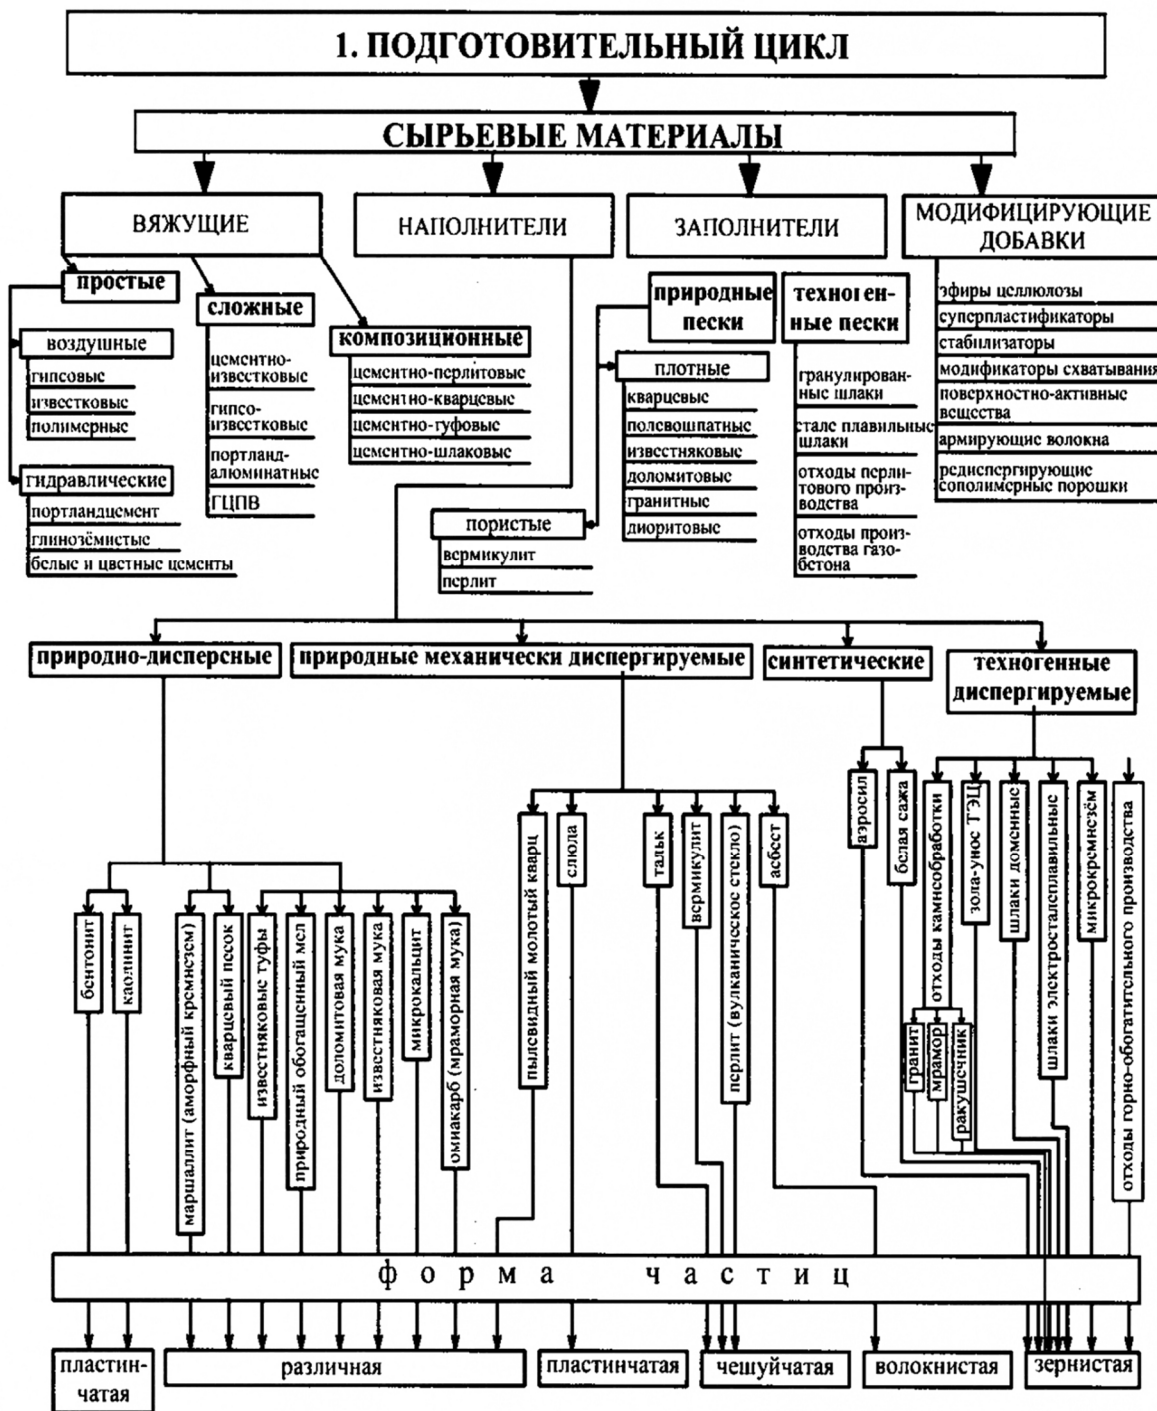 1. ПОДГОТОВИТЕЛЬНЫЙ ЦИКЛ
СЫРЬЕВЫЕ МАТЕРИАЛЫ
ВЯЖУЩИЕ
НАПОЛНИТЕЛИ
ЗАПОЛНИТЕЛИ
МОДИФИЦИРУЮЩИЕ
ДОБАВКИ
простые
воздушные
гипсовые
известковые
полимерные
гидравлические
портландцемент
глинозёмистые
белые и цветные цементы
сложные
цементно-
известковые
гипсо-
известковые
портланд-
алюминатные
ГЦПВ
композиционные
цементно-перлитовые
цементно-кварцевые
цементно-туфовые
цементно-шлаковые
природные
пески
плотные
кварцевые
полевошпатные
известняковые
доломитовые
гранитные
диоритовые
пористые
вермикулит
перлит
техноген-
ные пески
гранулирован-
ные шлаки
стале плавильные
шлаки
отходы перли-
тового произ-
водства
отходы произ-
водства газо-
бетона
эфиры целлюлозы
суперпластификаторы
стабилизаторы
модификаторы схватывания
поверхностно-активные
вещества
армирующие волокна
редиспергирующие
сополимерные порошки
природно-дисперсные
природные механически диспергируемые
синтетические
техногенные
диспергируемые
бентонит
каолинит
маршаллит (аморфный кремнезем)
кварцевый песок
известняковые туфы
природный обогащенный мел
доломитовая мука
известняковая мука
микрокальцит
омиакарб (мраморная мука)
пылевидный молотый кварц
слюда
тальк
вермикулит
перлит (вулканическое стекло)
асбест
аэросил
белая сажа
отходы камнеобработки
гранит
мрамор
ракушечник
зола-унос ТЭЦ
шлаки доменные
шлаки электросталеплавильные
микрокремнезём
отходы горно-обогатительного производства
форма частиц
пластин-
чатая
различная
пластинчатая
чешуйчатая
волокнистая
зернистая